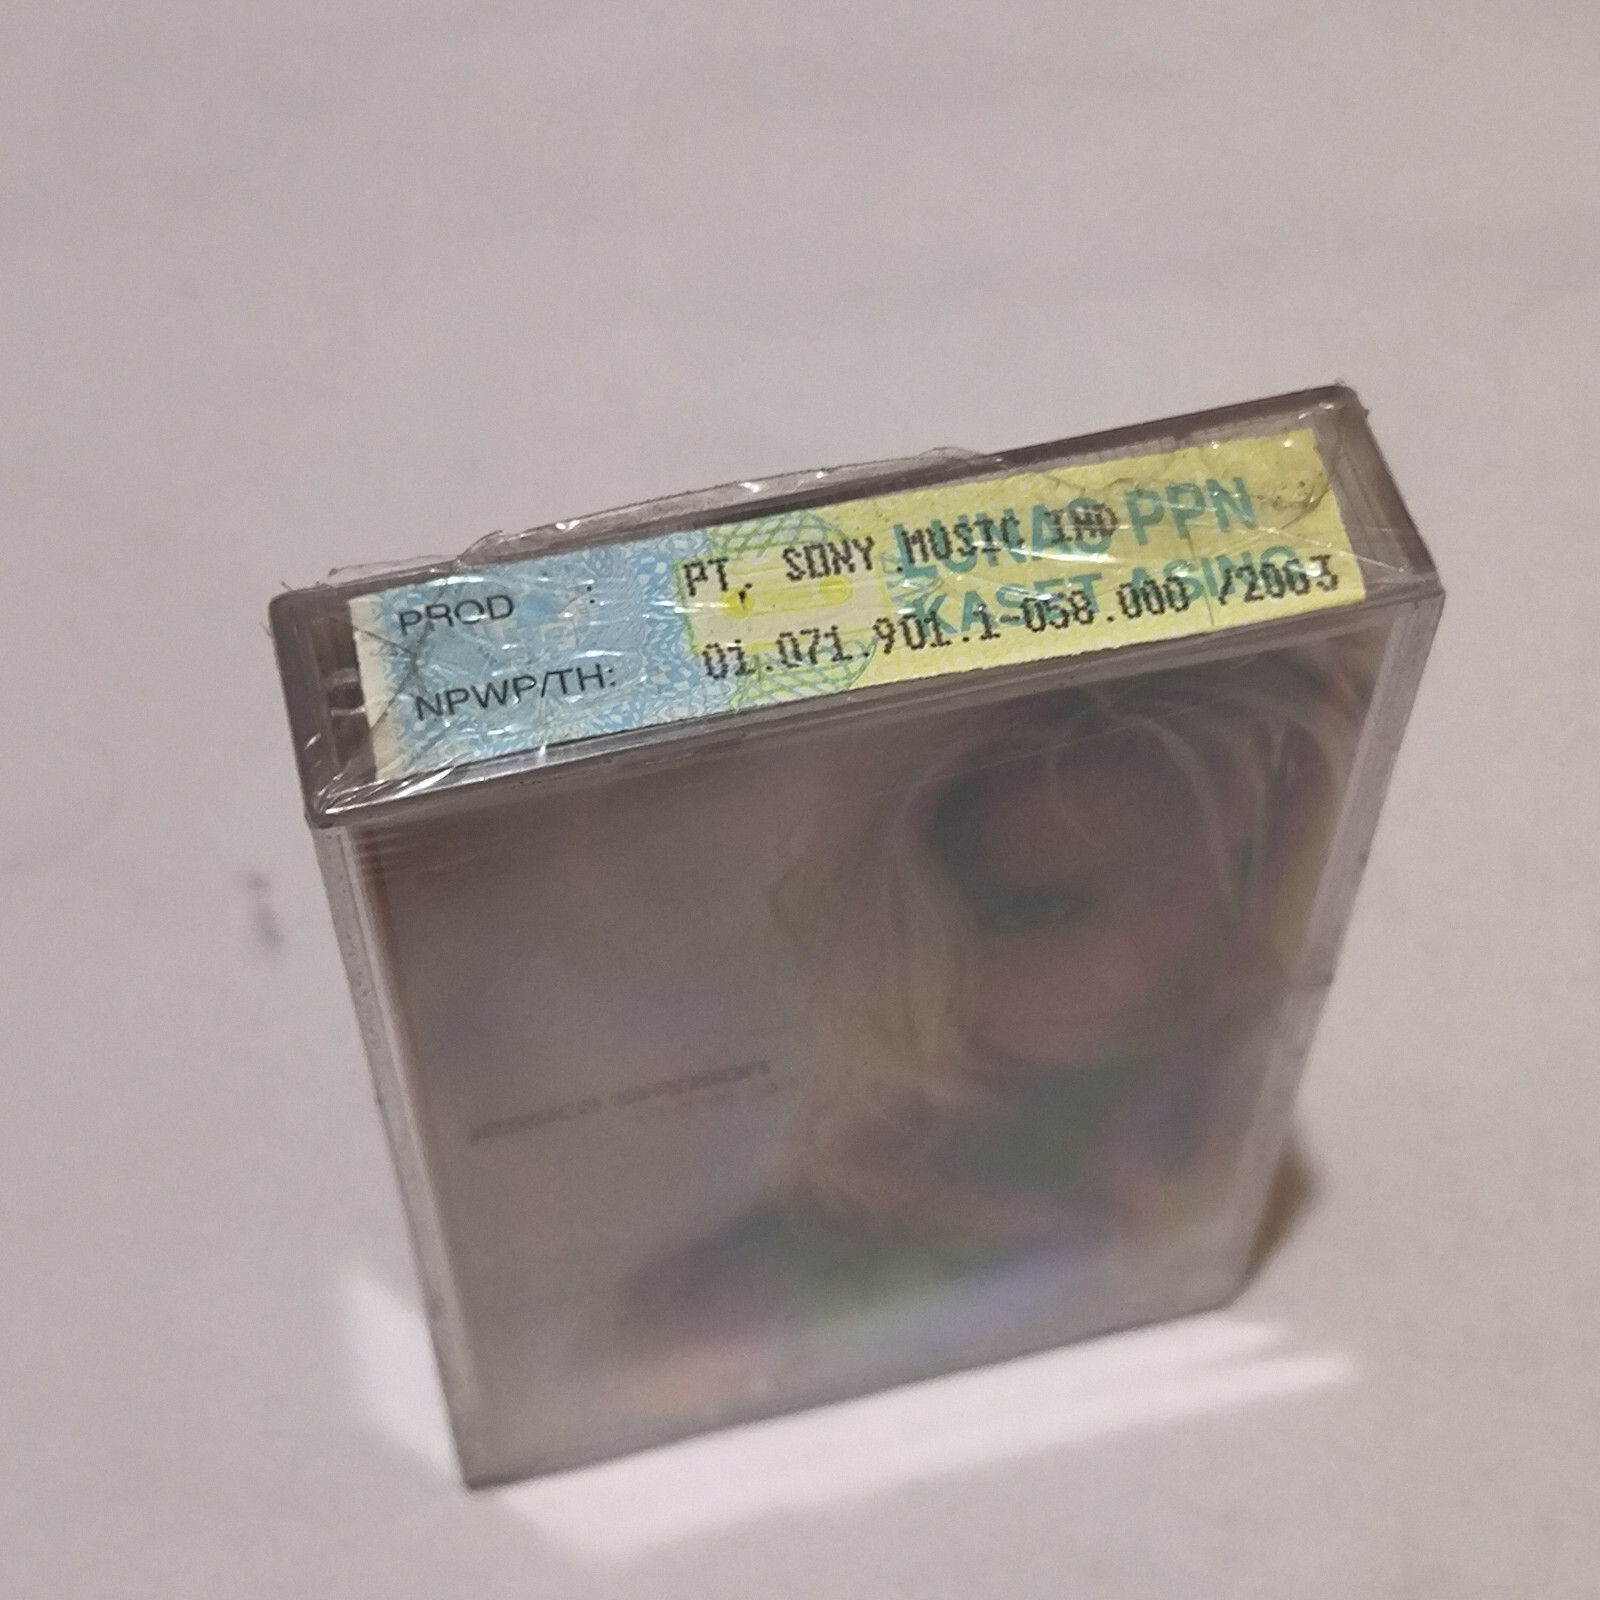 PROD : PT. SONY MUSIC IND
NPWP/TH: 01.071.901.1-058.000 /2003
LUNAS PPN
KASET ASING